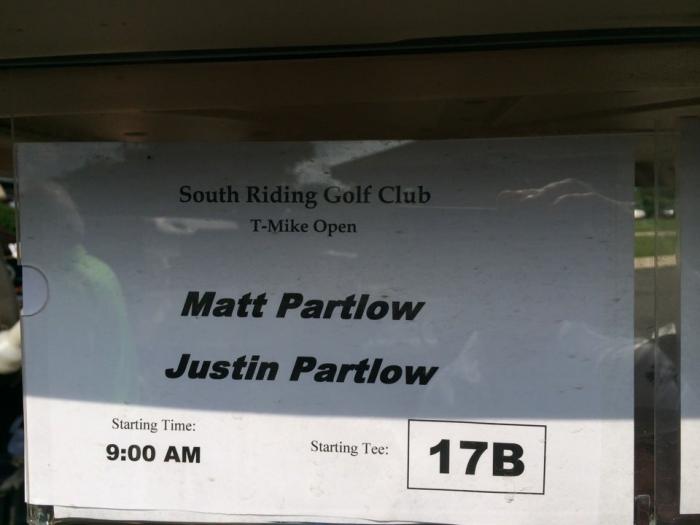 South Riding Golf Club
T-Mike Open
Matt Partlow
Justin Partlow
Starting Time:
9:00 AM
Starting Tee:
17B